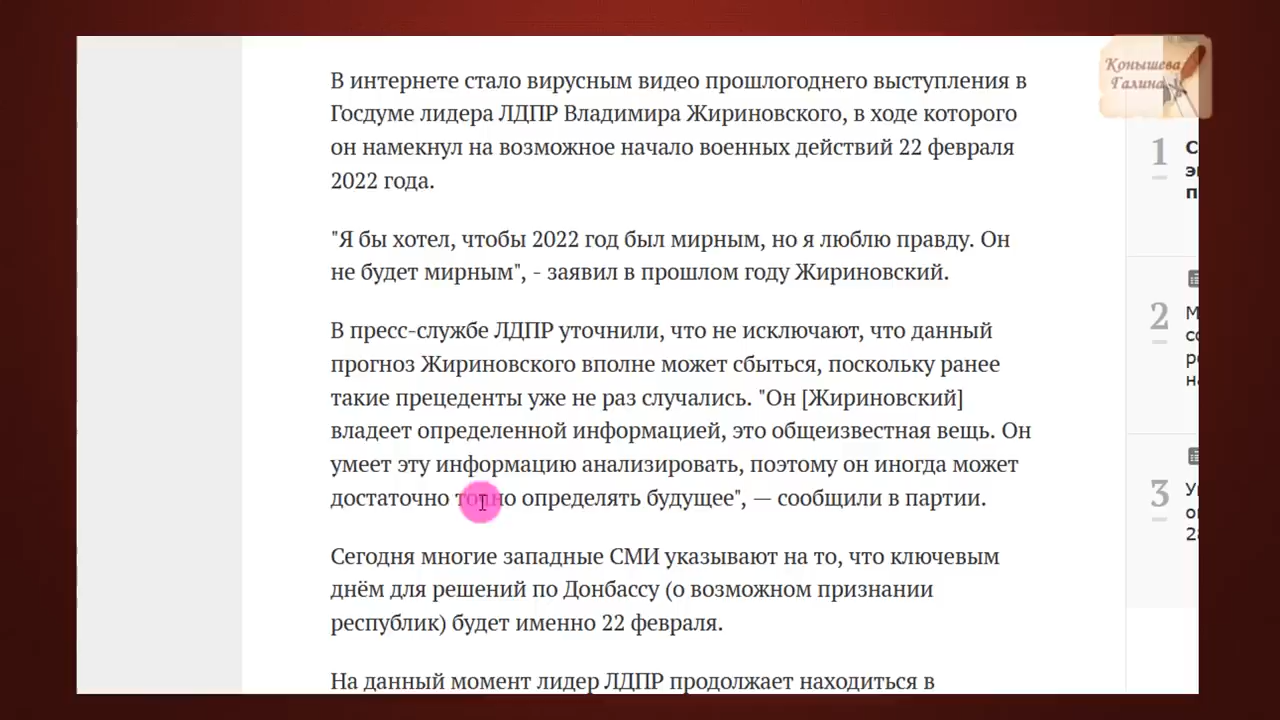 Конышева
Галина
В интернете стало вирусным видео прошлогоднего выступления в
Госдуме лидера ЛДПР Владимира Жириновского, в ходе которого
он намекнул на возможное начало военных действий 22 февраля
2022 года.
"Я бы хотел, чтобы 2022 год был мирным, но я люблю правду. Он
не будет мирным", - заявил в прошлом году Жириновский.
В пресс-службе ЛДПР уточнили, что не исключают, что данный
прогноз Жириновского вполне может сбыться, поскольку ранее
такие прецеденты уже не раз случались. "Он [Жириновский]
владеет определенной информацией, это общеизвестная вещь. Он
умеет эту информацию анализировать, поэтому он иногда может
достаточно точно определять будущее", — сообщили в партии.
Сегодня многие западные СМИ указывают на то, что ключевым
днём для решений по Донбассу (о возможном признании
республик) будет именно 22 февраля.
На данный момент лидер ЛДПР продолжает находиться в
1
2
3